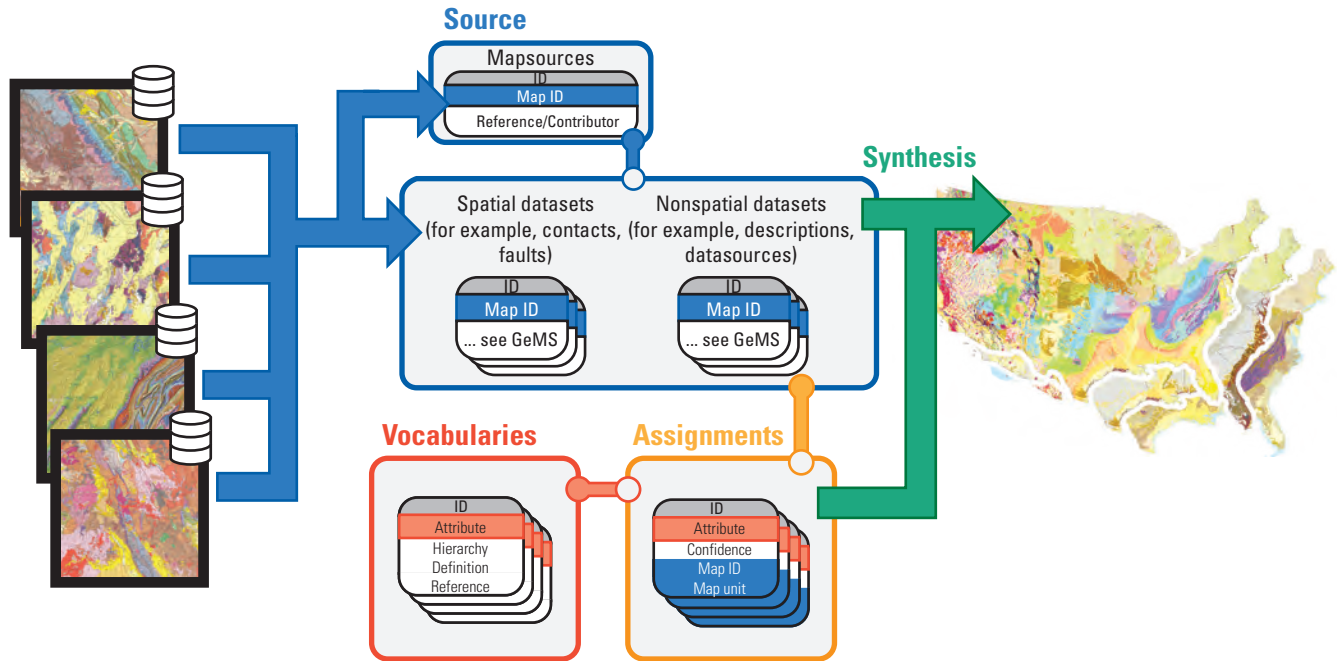 Source
Mapsources
ID
Map ID
Reference/Contributor
Synthesis
Spatial datasets
(for example, contacts,
faults)
ID
Map ID
... see GeMS
Nonspatial datasets
(for example, descriptions,
datasources)
ID
Map ID
... see GeMS
Vocabularies
ID
Attribute
Hierarchy
Definition
Reference
Assignments
ID
Attribute
Confidence
Map ID
Map unit